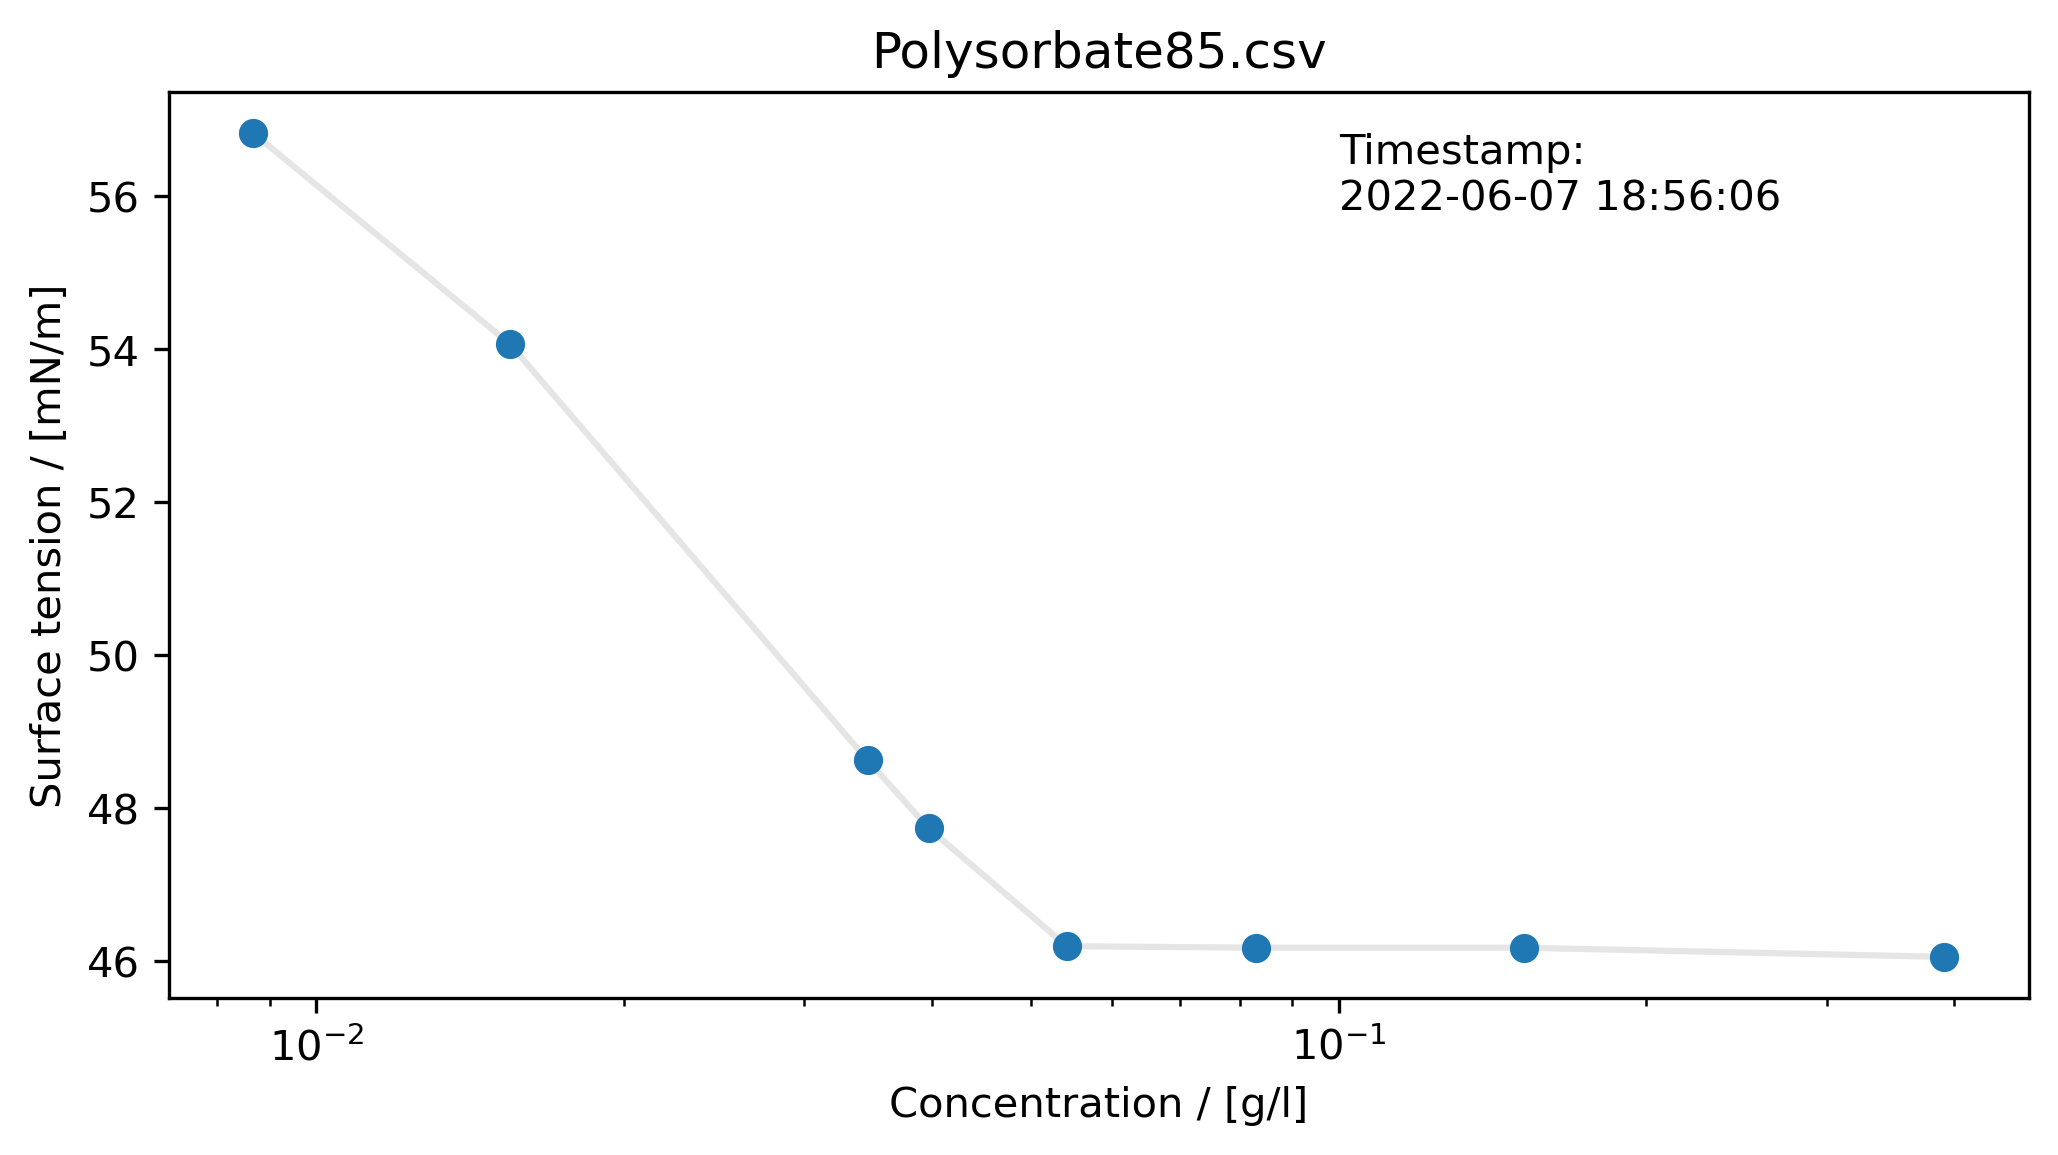 Polysorbate85.csv
Timestamp:
2022-06-07 18:56:06
Surface tension / [mN/m]
56
54
52
50
48
46
10⁻² 10⁻¹
Concentration / [g/l]